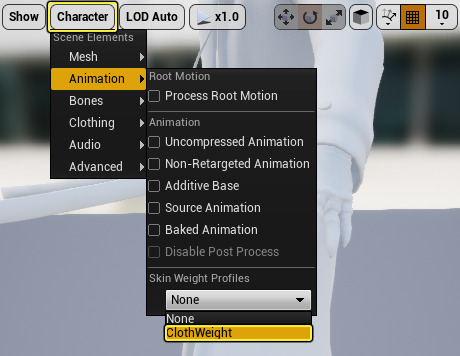 Show Character LOD Auto x1.0 10
Scene Elements
Mesh
Animation
Bones
Clothing
Audio
Advanced
Root Motion
Process Root Motion
Animation
Uncompressed Animation
Non-Retargeted Animation
Additive Base
Source Animation
Baked Animation
Disable Post Process
Skin Weight Profiles
None
None
ClothWeight